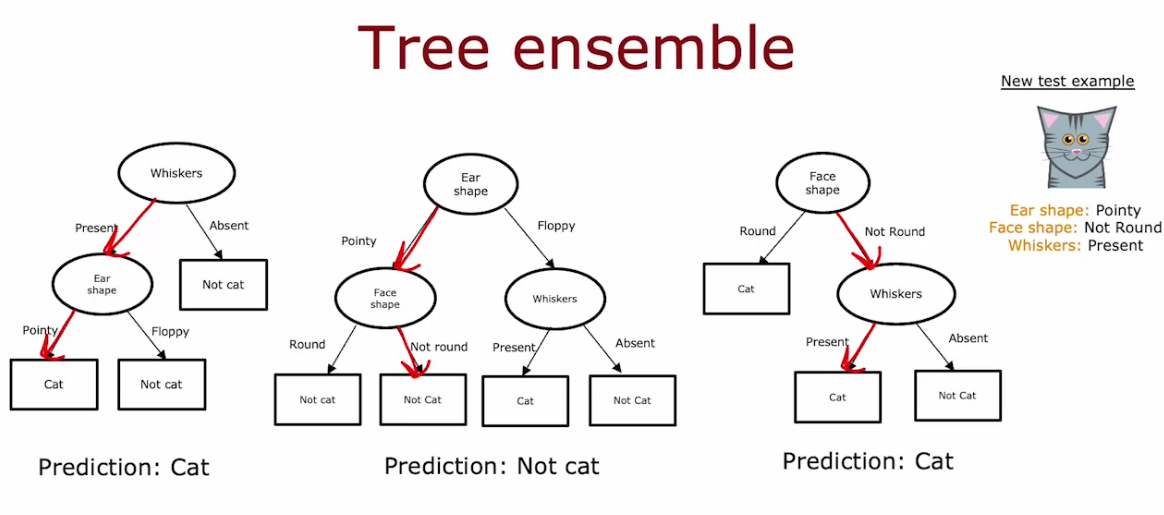 Tree ensemble
New test example
Ear shape: Pointy
Face shape: Not Round
Whiskers: Present
Whiskers
Present
Absent
Ear
shape
Not cat
Pointy
Floppy
Cat
Not cat
Prediction: Cat
Ear
shape
Pointy
Floppy
Face
shape
Whiskers
Round
Not round
Present
Absent
Not cat
Not Cat
Cat
Not Cat
Prediction: Not cat
Face
shape
Round
Not Round
Cat
Whiskers
Present
Absent
Cat
Not Cat
Prediction: Cat